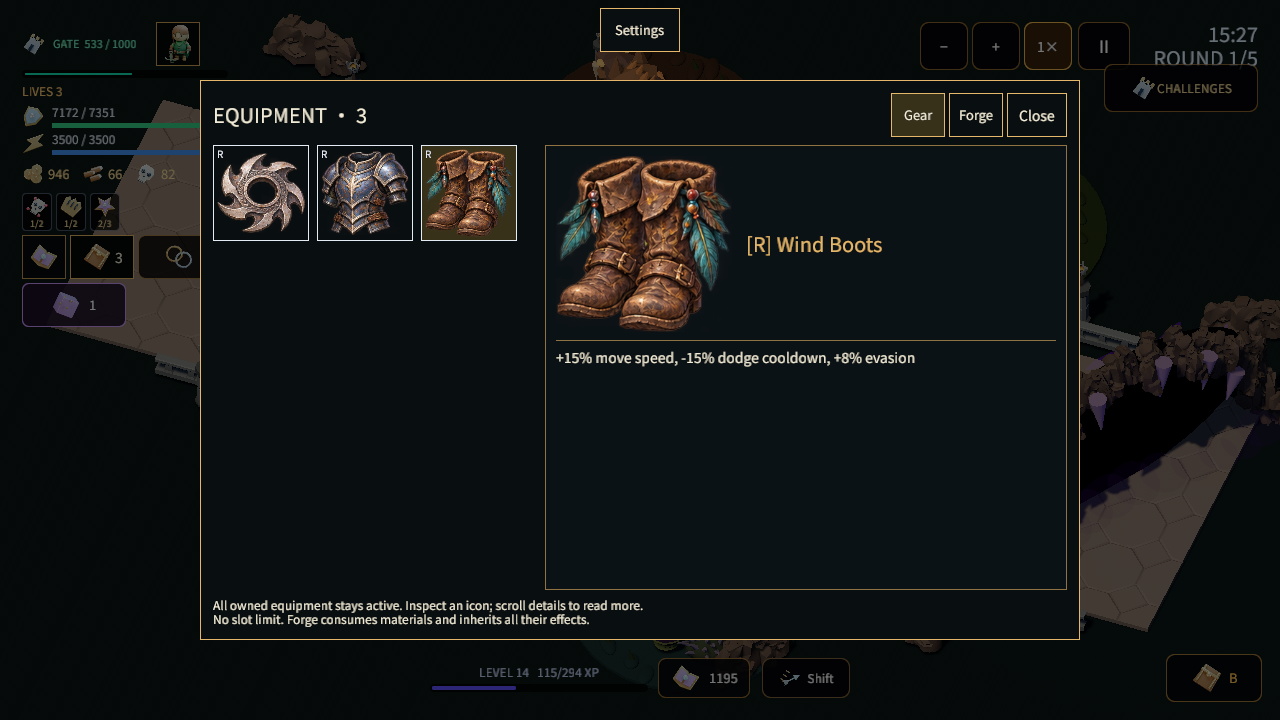 Settings
GATE 533 / 1000
1×
15:27
ROUND 1/5
CHALLENGES
LIVES 3
7172 / 7351
3500 / 3500
946 66 82
1/2 1/2 2/3
3
1
EQUIPMENT • 3
Gear Forge Close
R R R
[R] Wind Boots
+15% move speed, -15% dodge cooldown, +8% evasion
All owned equipment stays active. Inspect an icon; scroll details to read more.
No slot limit. Forge consumes materials and inherits all their effects.
LEVEL 14 115/294 XP
1195
Shift
B